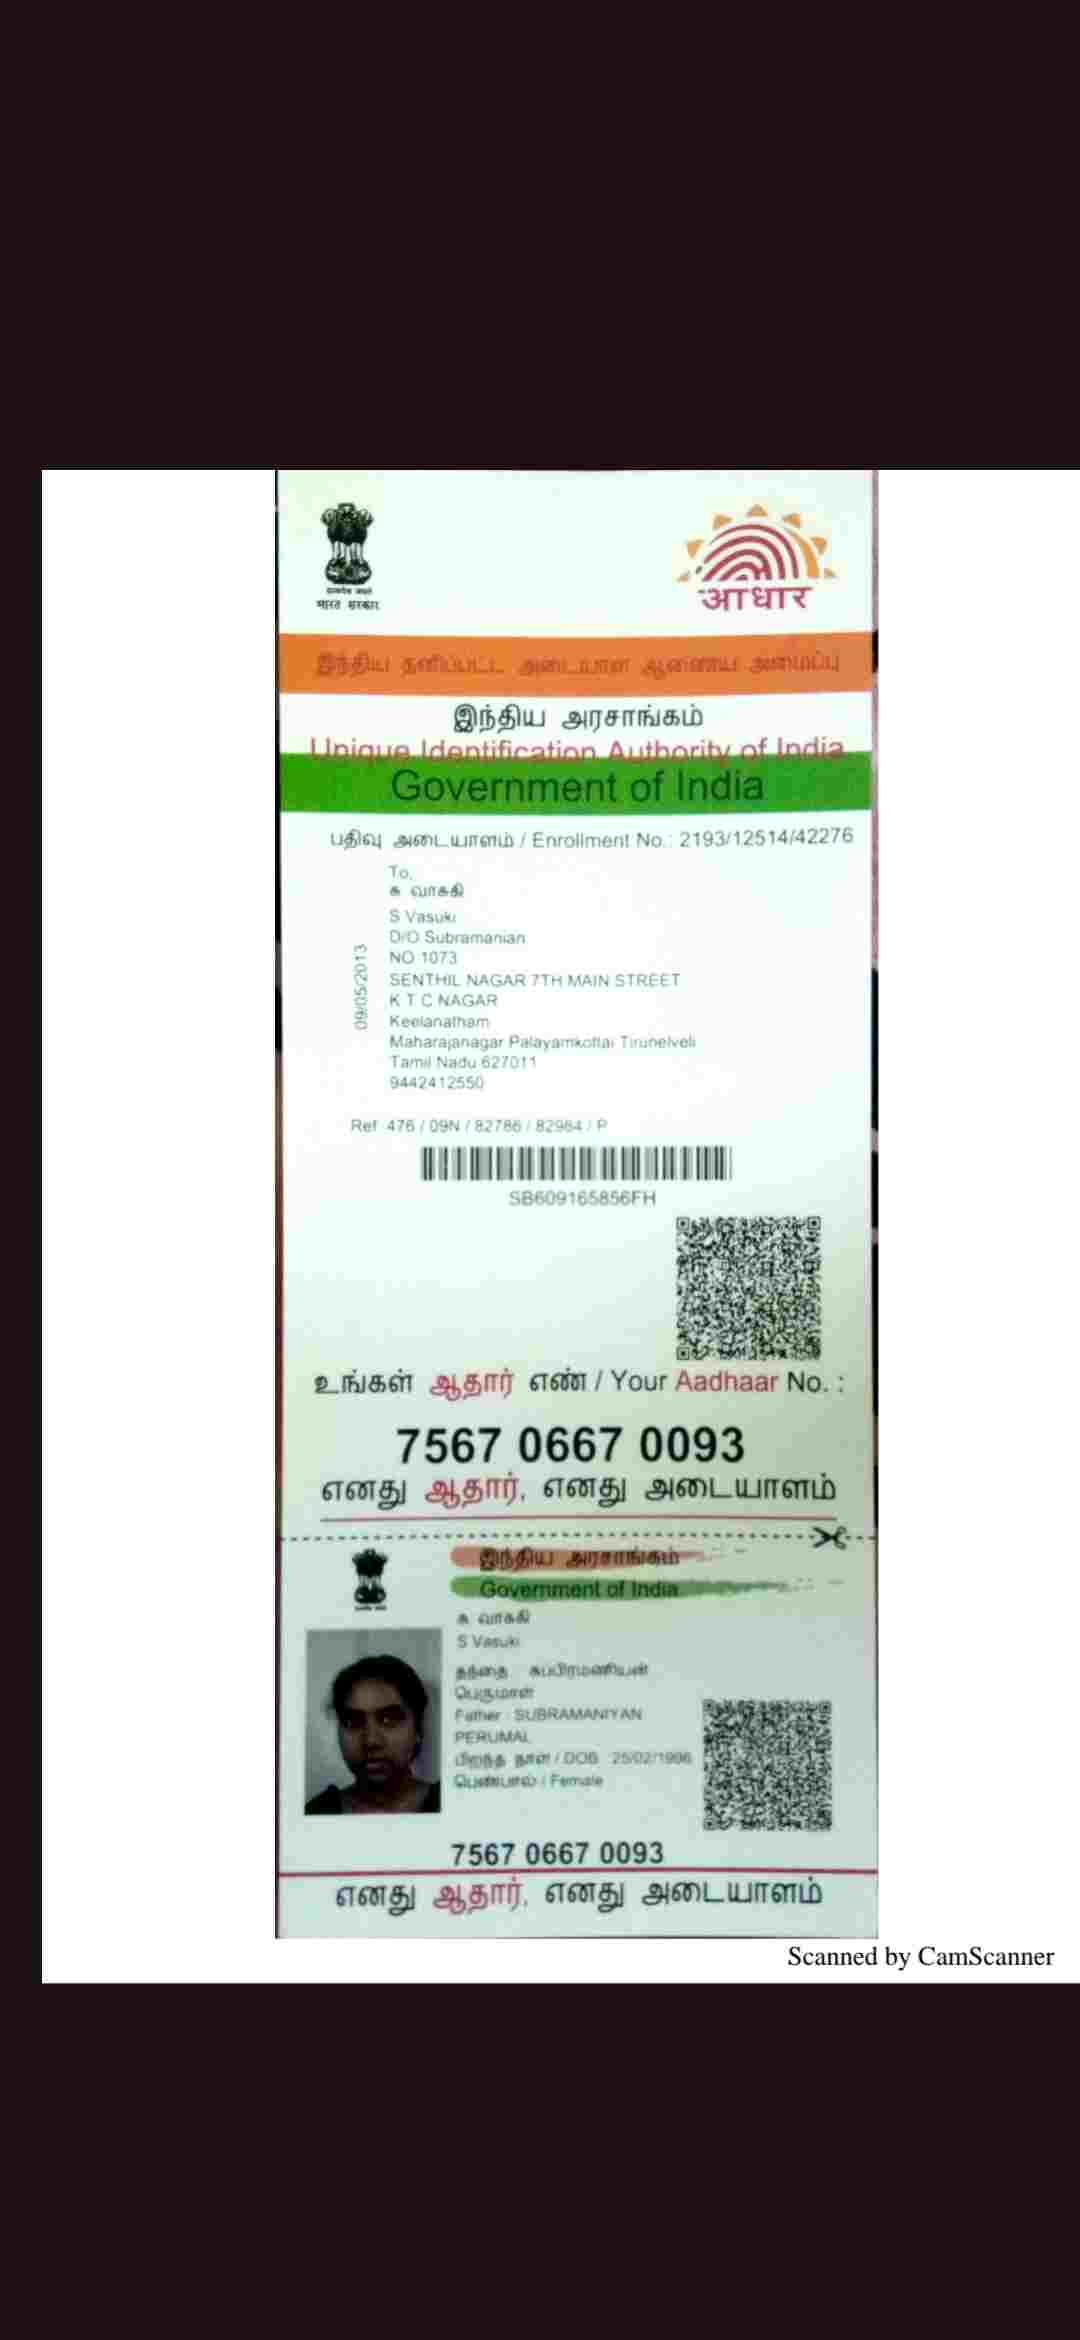 सत्यमेव जयते
भारत सरकार
आधार
இந்திய தனிப்பட்ட அடையாள ஆணைய அமைப்பு
இந்திய அரசாங்கம்
Unique Identification Authority of India
Government of India
பதிவு அடையாளம் / Enrollment No.: 2193/12514/42276
To,
சு வாசுகி
S Vasuki
D/O Subramanian
NO 1073
SENTHIL NAGAR 7TH MAIN STREET
K T C NAGAR
Keelanatham
Maharajanagar Palayamkottai Tirunelveli
Tamil Nadu 627011
9442412550
09/05/2013
Ref: 476 / 09N / 82786 / 82984 / P
SB609165856FH
உங்கள் ஆதார் எண் / Your Aadhaar No. :
7567 0667 0093
எனது ஆதார், எனது அடையாளம்
இந்திய அரசாங்கம்
Government of India
சு வாசுகி
S Vasuki
தந்தை சுப்பிரமணியன்
பெருமாள்
Father : SUBRAMANIYAN
PERUMAL
பிறந்த நாள் / DOB : 25/02/1996
பெண்பால் / Female
7567 0667 0093
எனது ஆதார், எனது அடையாளம்
Scanned by CamScanner